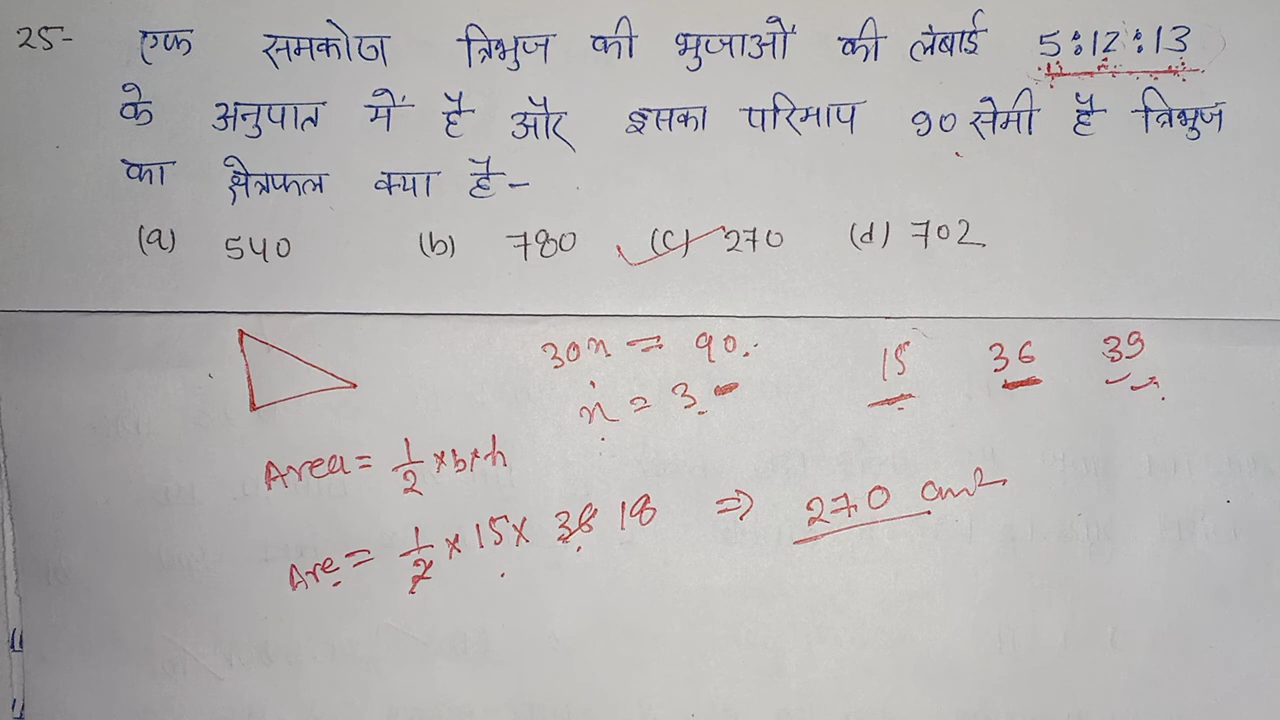 25- एक समकोण त्रिभुज की भुजाओं की लंबाई 5:12:13
के अनुपात में है और इसका परिमाप 90 सेमी है त्रिभुज
का क्षेत्रफल क्या है-
(a) 540 (b) 780 (c) 270 (d) 702
30x = 90.
x = 3
15 36 39
Area = 1/2 × b × h
Are = 1/2 × 15 × 36 18 ⇒ 270 cm²